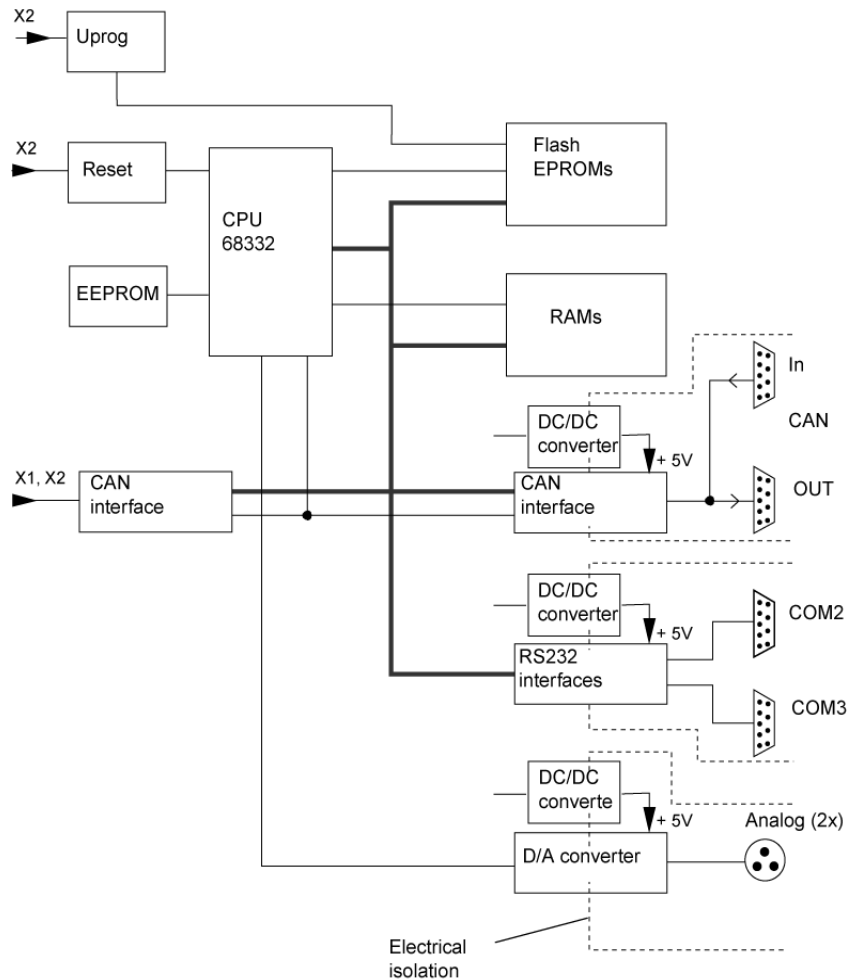 X2
Uprog
X2
Reset
CPU
68332
Flash
EPROMs
EEPROM
RAMs
In
CAN
OUT
DC/DC
converter
+ 5V
X1, X2
CAN
interface
CAN
interface
DC/DC
converter
+ 5V
COM2
RS232
interfaces
COM3
DC/DC
converte
+ 5V
Analog (2x)
D/A converter
Electrical
isolation